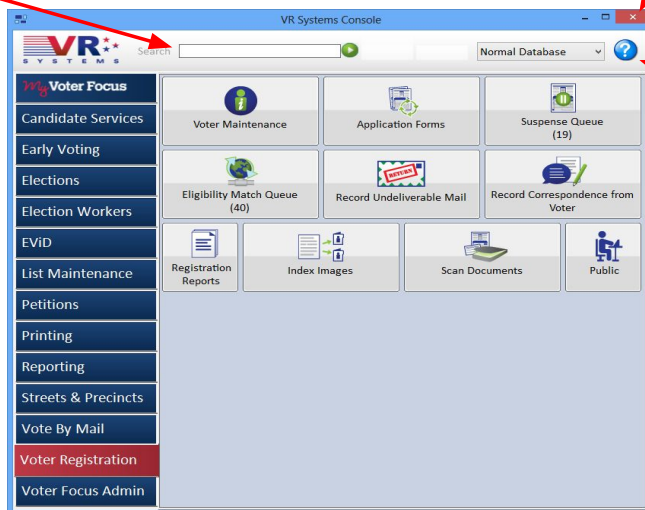 VR Systems Console
VR
SYSTEMS
Search
Normal Database
?
My Voter Focus
Candidate Services
Early Voting
Elections
Election Workers
EViD
List Maintenance
Petitions
Printing
Reporting
Streets & Precincts
Vote By Mail
Voter Registration
Voter Focus Admin
Voter Maintenance
Application Forms
Suspense Queue
(19)
Eligibility Match Queue
(40)
RETURN
Record Undeliverable Mail
Record Correspondence from
Voter
Registration
Reports
Index Images
Scan Documents
Public